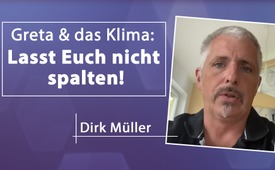 Greta & das Klima:
Lasst Euch nicht
spalten!
Dirk Müller